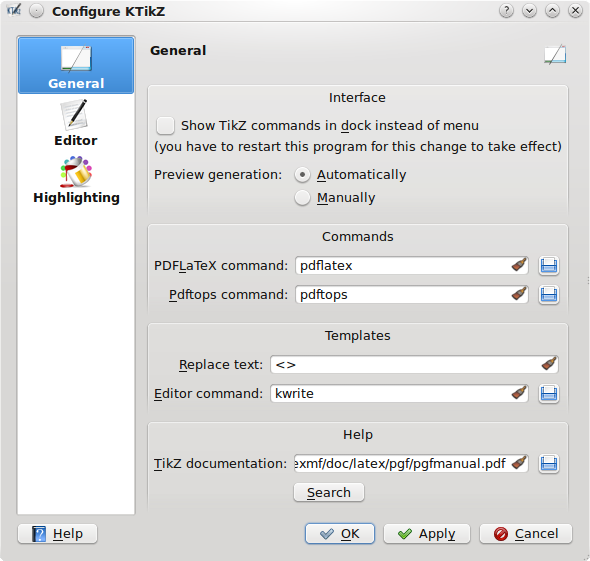 Configure KTikZ
General
Editor
Highlighting
General
Interface
Show TikZ commands in dock instead of menu
(you have to restart this program for this change to take effect)
Preview generation: Automatically
Manually
Commands
PDFLaTeX command: pdflatex
Pdftops command: pdftops
Templates
Replace text: <>
Editor command: kwrite
Help
TikZ documentation: exmf/doc/latex/pgf/pgfmanual.pdf
Search
Help OK Apply Cancel